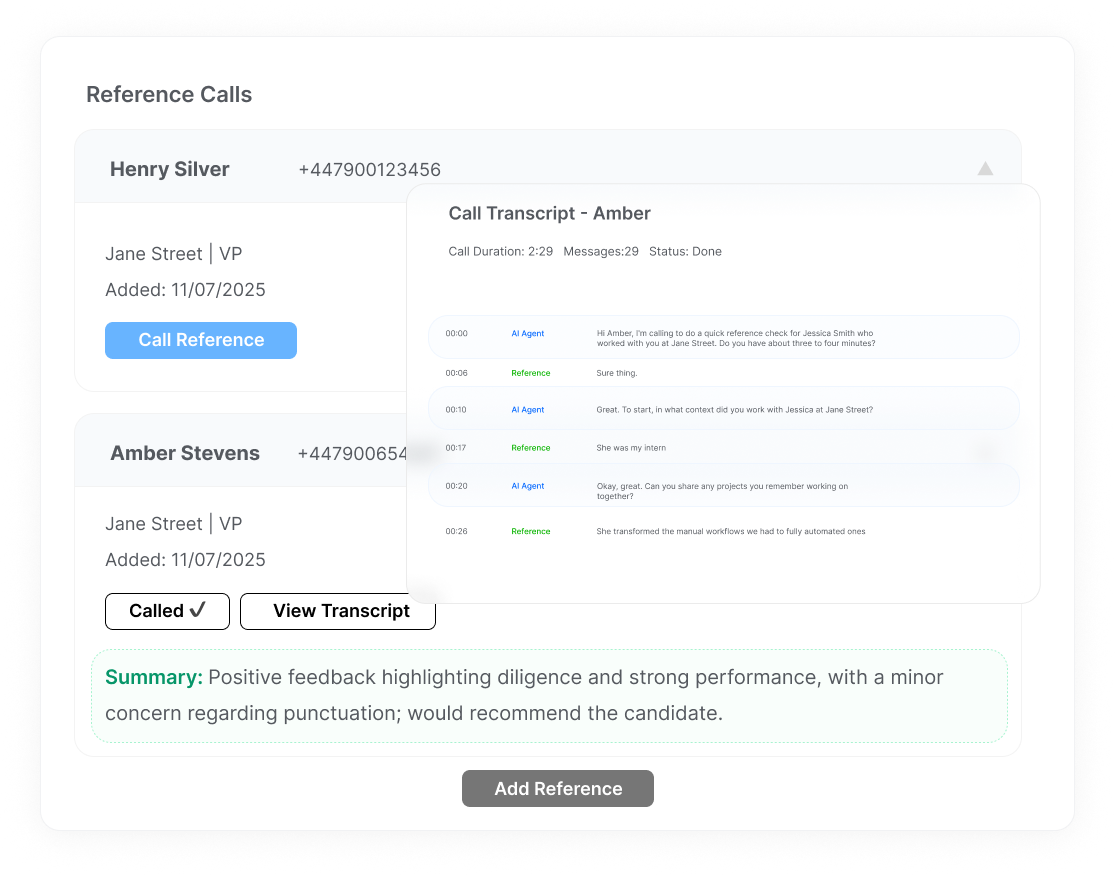 Reference Calls
Henry Silver +447900123456
Jane Street | VP
Added: 11/07/2025
Call Reference
Amber Stevens +447900654
Jane Street | VP
Added: 11/07/2025
Called ✓ View Transcript
Summary: Positive feedback highlighting diligence and strong performance, with a minor
concern regarding punctuation; would recommend the candidate.
Add Reference
Call Transcript - Amber
Call Duration: 2:29 Messages:29 Status: Done
00:00 AI Agent Hi Amber, I'm calling to do a quick reference check for Jessica Smith who
worked with you at Jane Street. Do you have about three to four minutes?
00:06 Reference Sure thing.
00:10 AI Agent Great. To start, in what context did you work with Jessica at Jane Street?
00:17 Reference She was my intern
00:20 AI Agent Okay, great. Can you share any projects you remember working on
together?
00:26 Reference She transformed the manual workflows we had to fully automated ones